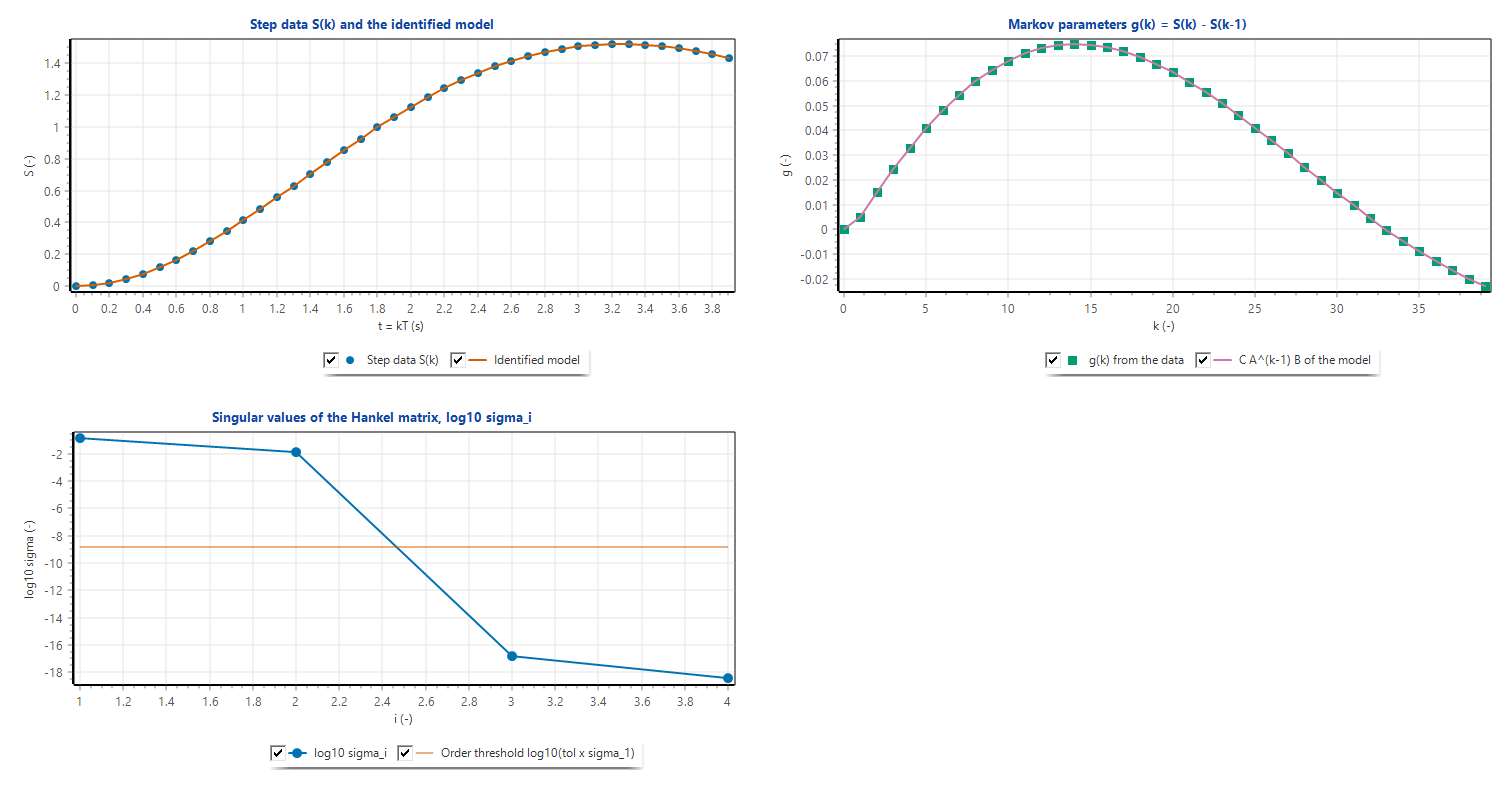 Step data S(k) and the identified model
S (-)
1.4
1.2
1
0.8
0.6
0.4
0.2
0
0 0.2 0.4 0.6 0.8 1 1.2 1.4 1.6 1.8 2 2.2 2.4 2.6 2.8 3 3.2 3.4 3.6 3.8
t = kT (s)
Step data S(k) Identified model
Markov parameters g(k) = S(k) - S(k-1)
g (-)
0.07
0.06
0.05
0.04
0.03
0.02
0.01
0
-0.01
-0.02
0 5 10 15 20 25 30 35
k (-)
g(k) from the data C A^(k-1) B of the model
Singular values of the Hankel matrix, log10 sigma_i
log10 sigma (-)
-2
-4
-6
-8
-10
-12
-14
-16
-18
1 1.2 1.4 1.6 1.8 2 2.2 2.4 2.6 2.8 3 3.2 3.4 3.6 3.8 4
i (-)
log10 sigma_i Order threshold log10(tol x sigma_1)